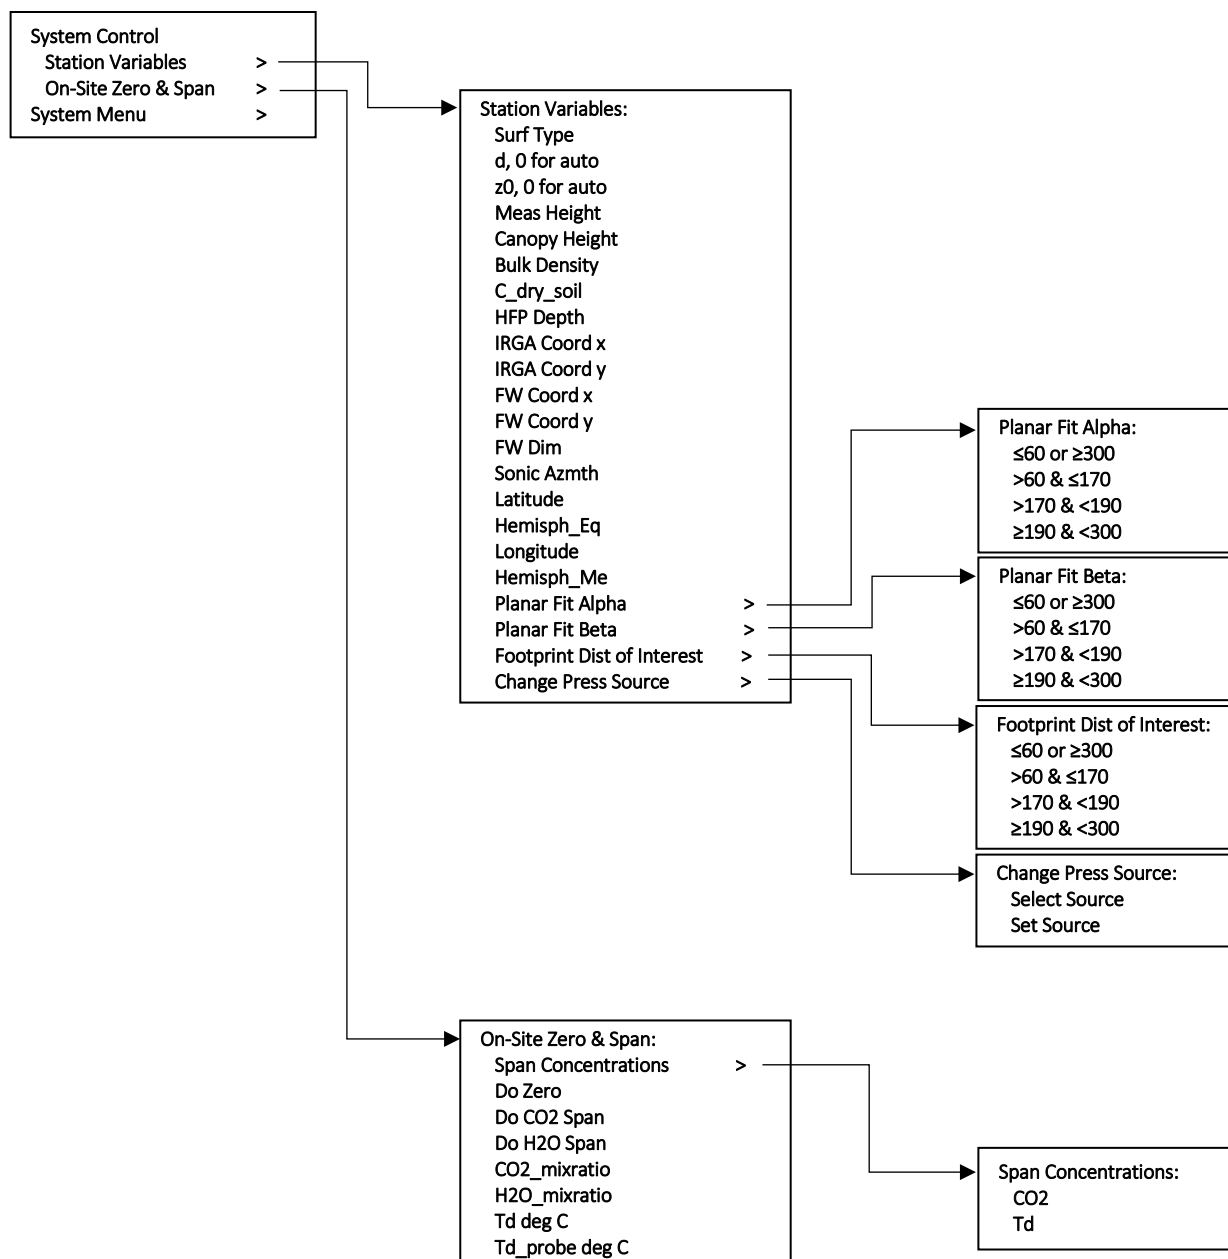 System Control
Station Variables >
On-Site Zero & Span >
System Menu >
Station Variables:
Surf Type
d, 0 for auto
z0, 0 for auto
Meas Height
Canopy Height
Bulk Density
C_dry_soil
HFP Depth
IRGA Coord x
IRGA Coord y
FW Coord x
FW Coord y
FW Dim
Sonic Azmth
Latitude
Hemisph_Eq
Longitude
Hemisph_Me
Planar Fit Alpha >
Planar Fit Beta >
Footprint Dist of Interest >
Change Press Source >
Planar Fit Alpha:
≤60 or ≥300
>60 & ≤170
>170 & <190
≥190 & <300
Planar Fit Beta:
≤60 or ≥300
>60 & ≤170
>170 & <190
≥190 & <300
Footprint Dist of Interest:
≤60 or ≥300
>60 & ≤170
>170 & <190
≥190 & <300
Change Press Source:
Select Source
Set Source
On-Site Zero & Span:
Span Concentrations >
Do Zero
Do CO2 Span
Do H2O Span
CO2_mixratio
H2O_mixratio
Td deg C
Td_probe deg C
Span Concentrations:
CO2
Td